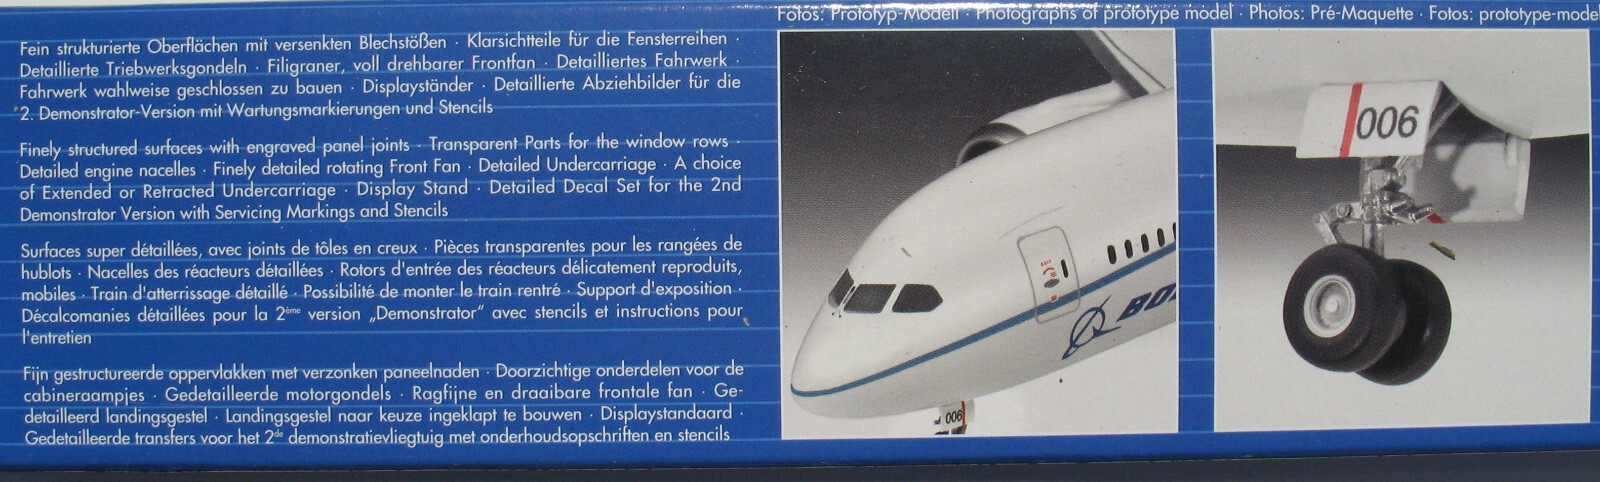 Fotos: Prototyp-Modell · Photographs of prototype model · Photos: Pré-Maquette · Fotos: prototype-model
Fein strukturierte Oberflächen mit versenkten Blechstößen · Klarsichtteile für die Fensterreihen ·
Detaillierte Triebwerksgondeln · Filigraner, voll drehbarer Frontfan · Detailliertes Fahrwerk ·
Fahrwerk wahlweise geschlossen zu bauen · Displayständer · Detaillierte Abziehbilder für die
2. Demonstrator-Version mit Wartungsmarkierungen und Stencils
Finely structured surfaces with engraved panel joints · Transparent Parts for the window rows ·
Detailed engine nacelles · Finely detailed rotating Front Fan · Detailed Undercarriage · A choice
of Extended or Retracted Undercarriage · Display Stand · Detailed Decal Set for the 2nd
Demonstrator Version with Servicing Markings and Stencils
Surfaces super détaillées, avec joints de tôles en creux · Pièces transparentes pour les rangées de
hublots · Nacelles des réacteurs détaillées · Rotors d'entrée des réacteurs délicatement reproduits,
mobiles · Train d'atterrissage détaillé · Possibilité de monter le train rentré · Support d'exposition ·
Décalcomanies détaillées pour la 2ème version „Demonstrator" avec stencils et instructions pour
l'entretien
Fijn gestructureerde oppervlakken met verzonken paneelnaden · Doorzichtige onderdelen voor de
cabineraampjes · Gedetailleerde motorgondels · Ragfijne en draaibare frontale fan · Ge-
detailleerd landingsgestel · Landingsgestel naar keuze ingeklapt te bouwen · Displaystandaard ·
Gedetailleerde transfers voor het 2de demonstratievliegtuig met onderhoudsopschriften en stencils
EXIT
BO
006
006